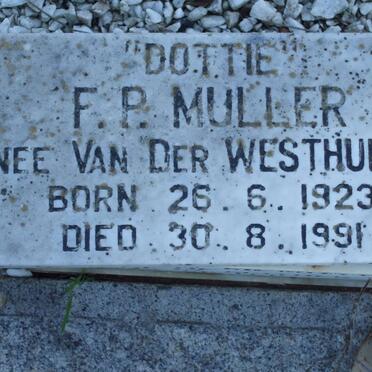 "DOTTIE"
F. P. MULLER
NEE VAN DER WESTHU
BORN 26 . 6 . 1923
DIED 30 . 8 . 1991